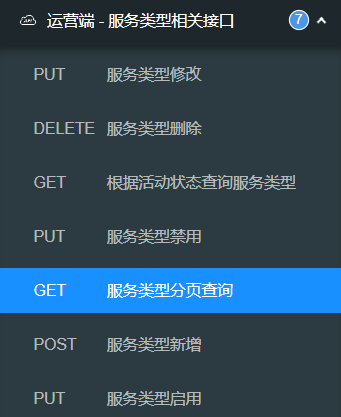 运营端 - 服务类型相关接口 7
PUT 服务类型修改
DELETE 服务类型删除
GET 根据活动状态查询服务类型
PUT 服务类型禁用
GET 服务类型分页查询
POST 服务类型新增
PUT 服务类型启用